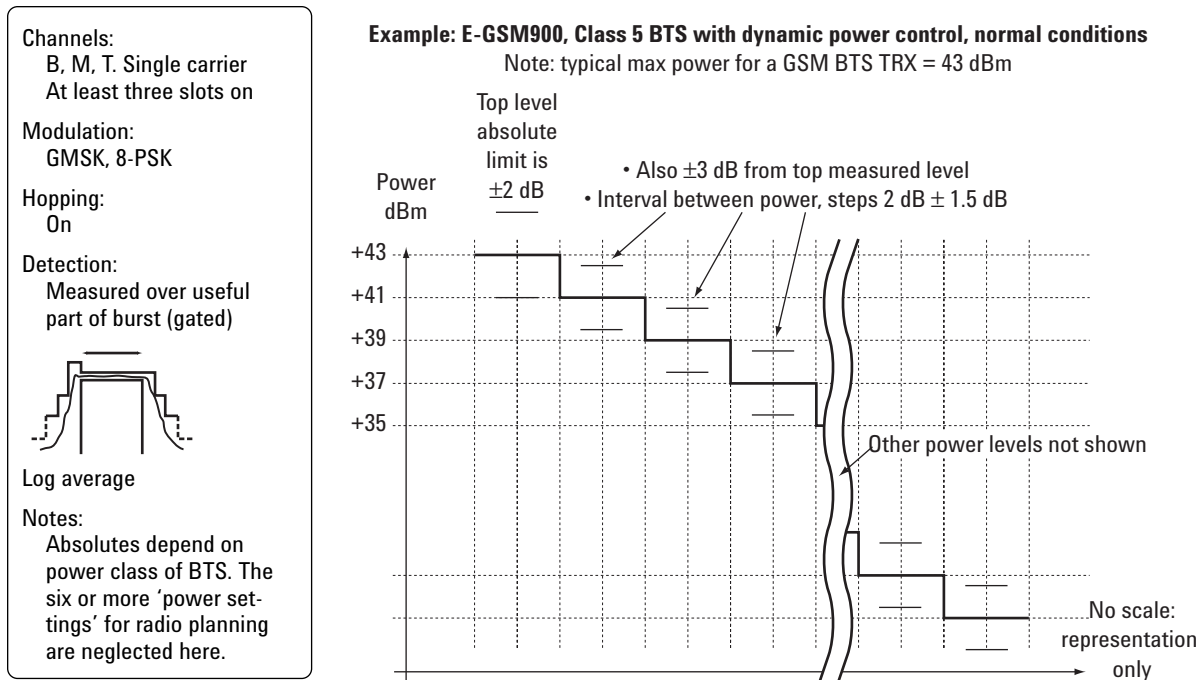 Channels:
B, M, T. Single carrier
At least three slots on
Modulation:
GMSK, 8-PSK
Hopping:
On
Detection:
Measured over useful
part of burst (gated)
Log average
Notes:
Absolutes depend on
power class of BTS. The
six or more ‘power set-
tings’ for radio planning
are neglected here.
Example: E-GSM900, Class 5 BTS with dynamic power control, normal conditions
Note: typical max power for a GSM BTS TRX = 43 dBm
Top level
absolute
limit is
±2 dB
• Also ±3 dB from top measured level
• Interval between power, steps 2 dB ± 1.5 dB
Power
dBm
+43
+41
+39
+37
+35
Other power levels not shown
No scale:
representation
only